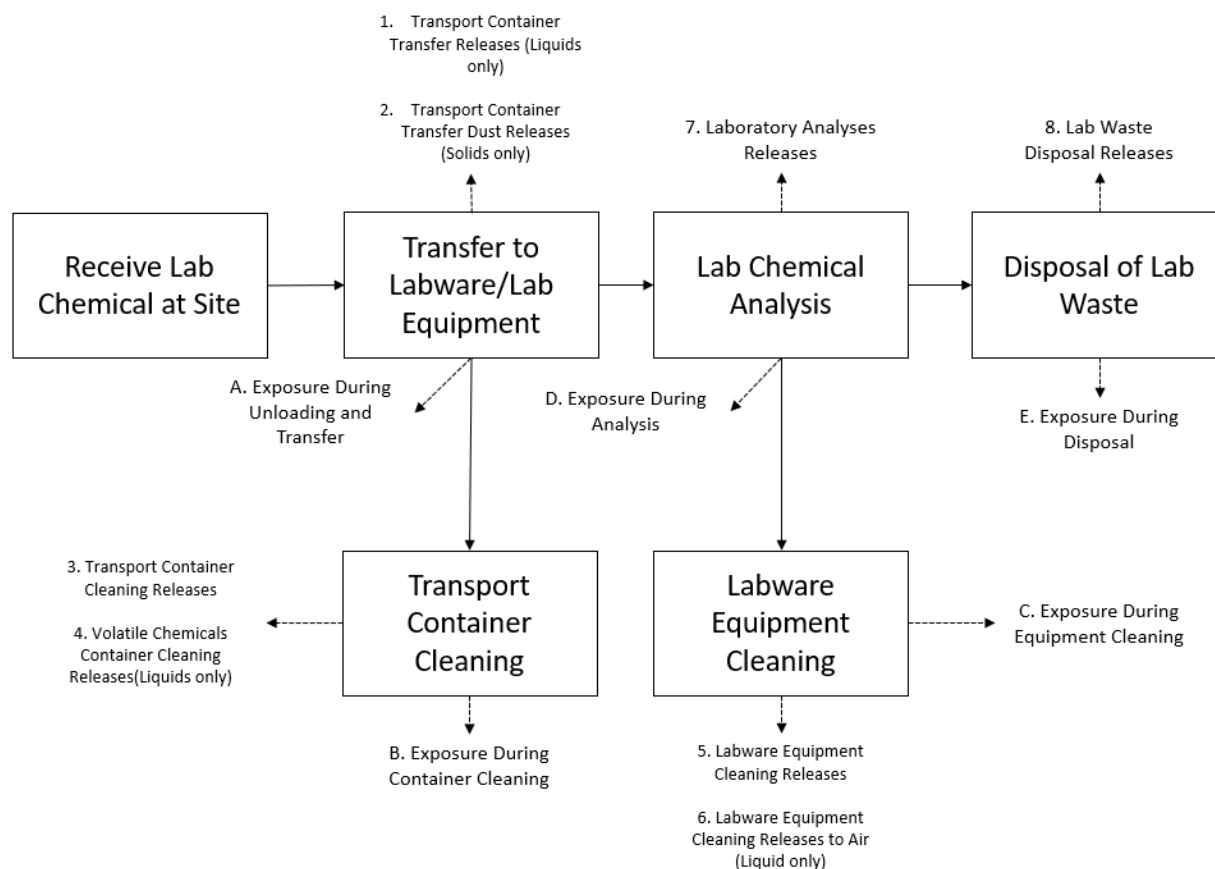 1. Transport Container
Transfer Releases (Liquids
only)
2. Transport Container
Transfer Dust Releases
(Solids only)
7. Laboratory Analyses
Releases
8. Lab Waste
Disposal Releases
Receive Lab
Chemical at Site
Transfer to
Labware/Lab
Equipment
Lab Chemical
Analysis
Disposal of Lab
Waste
A. Exposure During
Unloading and
Transfer
D. Exposure During
Analysis
E. Exposure During
Disposal
3. Transport Container
Cleaning Releases
4. Volatile Chemicals
Container Cleaning
Releases(Liquids only)
Transport
Container
Cleaning
Labware
Equipment
Cleaning
C. Exposure During
Equipment Cleaning
B. Exposure During
Container Cleaning
5. Labware Equipment
Cleaning Releases
6. Labware Equipment
Cleaning Releases to Air
(Liquid only)